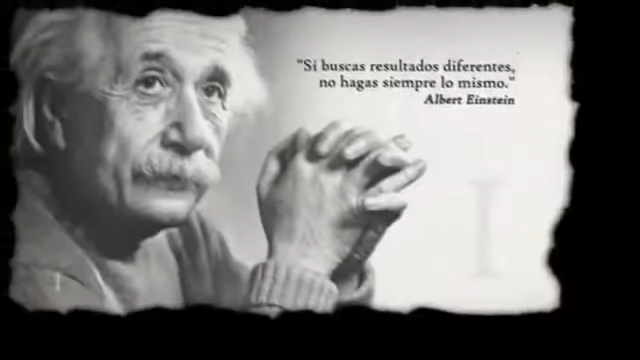 "Si buscas resultados diferentes,
no hagas siempre lo mismo."
Albert Einstein
I